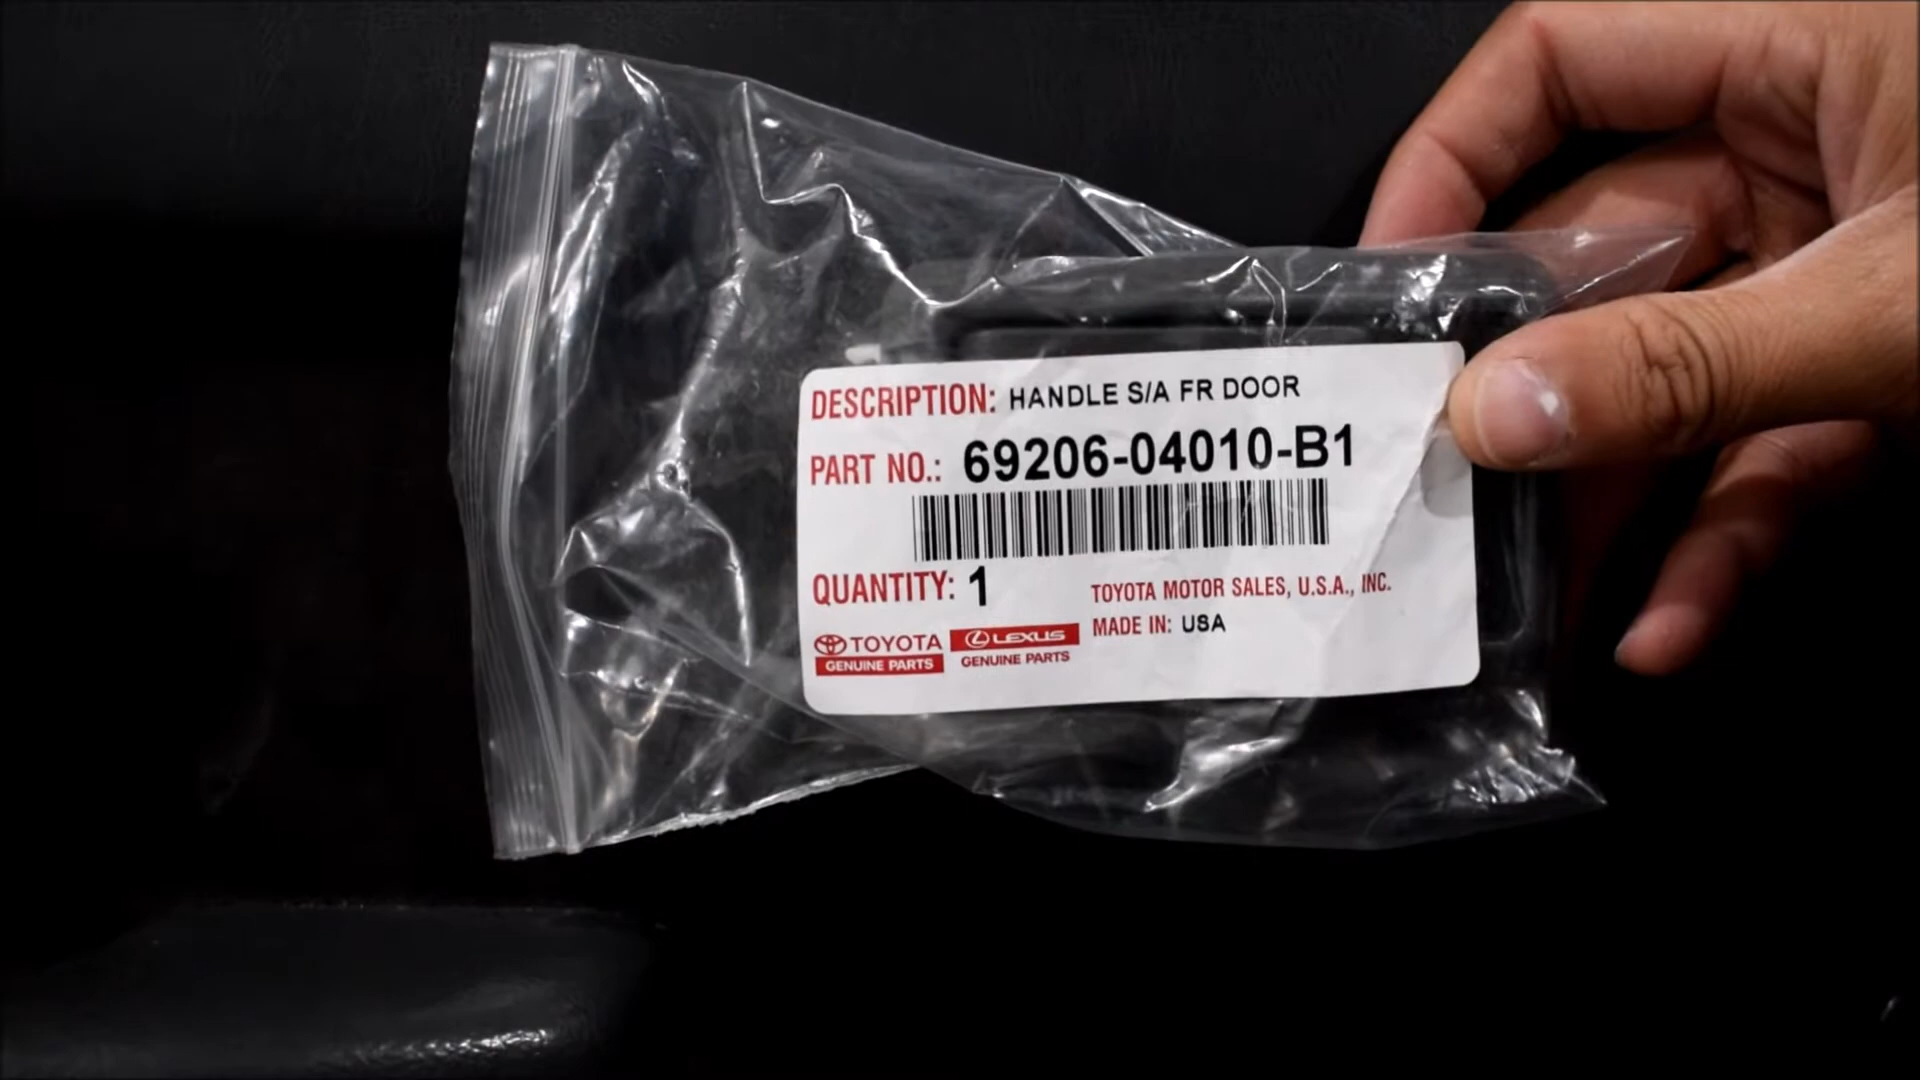 DESCRIPTION: HANDLE S/A FR DOOR
PART NO.: 69206-04010-B1
QUANTITY: 1
TOYOTA MOTOR SALES, U.S.A., INC.
MADE IN: USA
TOYOTA
GENUINE PARTS
LEXUS
GENUINE PARTS